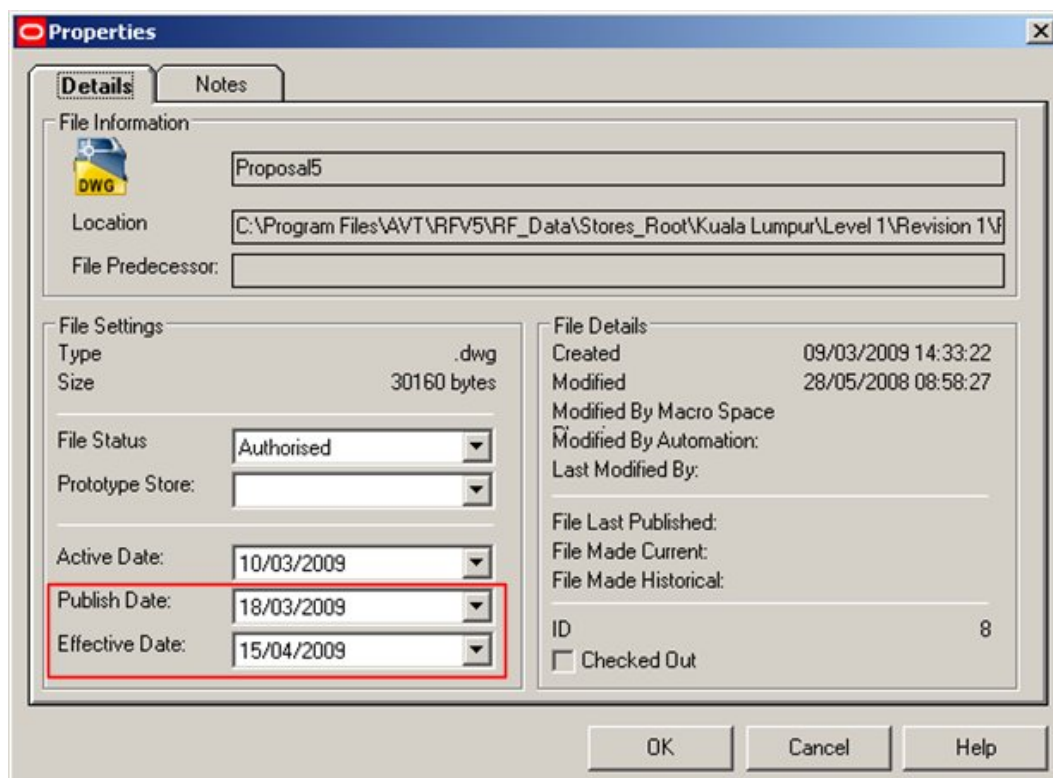 Properties
Details Notes
File Information
DWG
Proposal5
Location C:\Program Files\AVT\RFV5\RF_Data\Stores_Root\Kuala Lumpur\Level 1\Revision 1\
File Predecessor:
File Settings
Type .dwg
Size 30160 bytes
File Status Authorised
Prototype Store:
Active Date: 10/03/2009
Publish Date: 18/03/2009
Effective Date: 15/04/2009
File Details
Created 09/03/2009 14:33:22
Modified 28/05/2008 08:58:27
Modified By Macro Space
Modified By Automation:
Last Modified By:
File Last Published:
File Made Current:
File Made Historical:
ID 8
Checked Out
OK Cancel Help